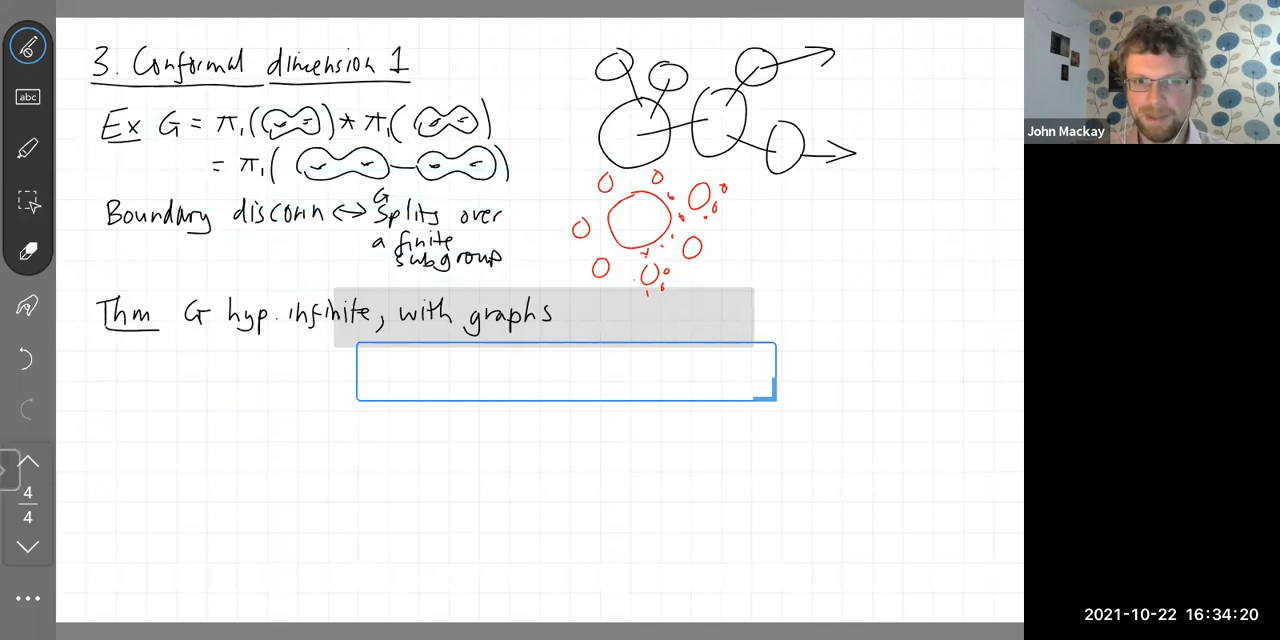 3. Conformal dimension 1
Ex G = π₁( ) * π₁( )
= π₁( )
Boundary disconn ↔ G splits over
a finite
subgroup
Thm G hyp. infinite, with graphs
abc
4
4
John Mackay
2021-10-22 16:34:20